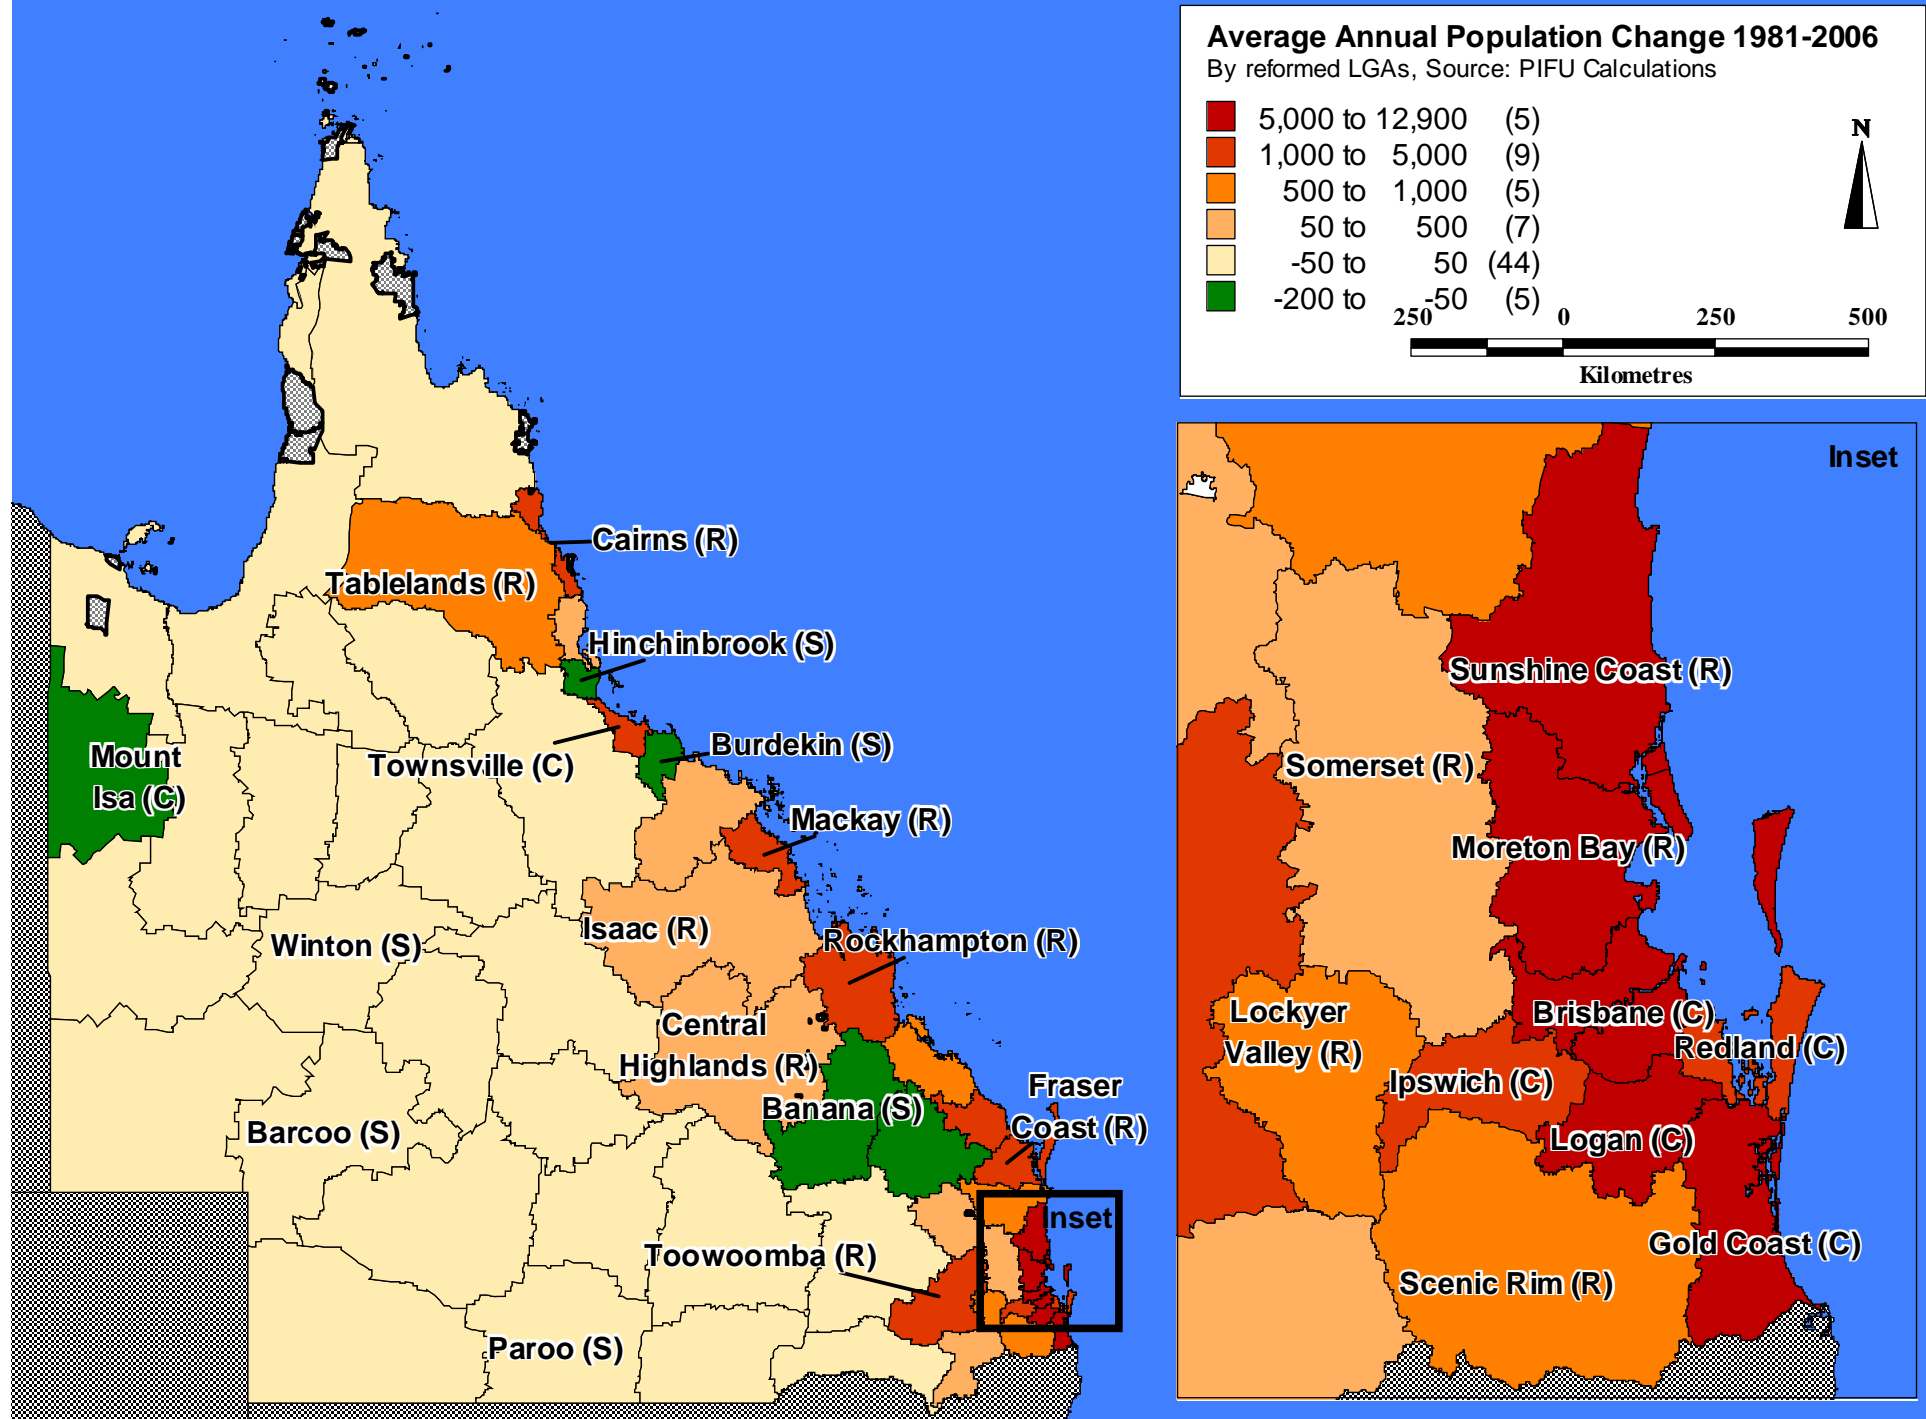 Average Annual Population Change 1981-2006
By reformed LGAs, Source: PIFU Calculations
5,000 to 12,900 (5)
1,000 to 5,000 (9)
500 to 1,000 (5)
50 to 500 (7)
-50 to 50 (44)
-200 to -50 (5)
N
250 0 250 500
Kilometres
Inset
Cairns (R)
Tablelands (R)
Hinchinbrook (S)
Mount
Isa (C)
Townsville (C)
Burdekin (S)
Mackay (R)
Isaac (R)
Rockhampton (R)
Winton (S)
Central
Highlands (R)
Banana (S)
Fraser
Coast (R)
Barcoo (S)
Inset
Toowoomba (R)
Paroo (S)
Sunshine Coast (R)
Somerset (R)
Moreton Bay (R)
Lockyer
Valley (R)
Brisbane (C)
Redland (C)
Ipswich (C)
Logan (C)
Gold Coast (C)
Scenic Rim (R)